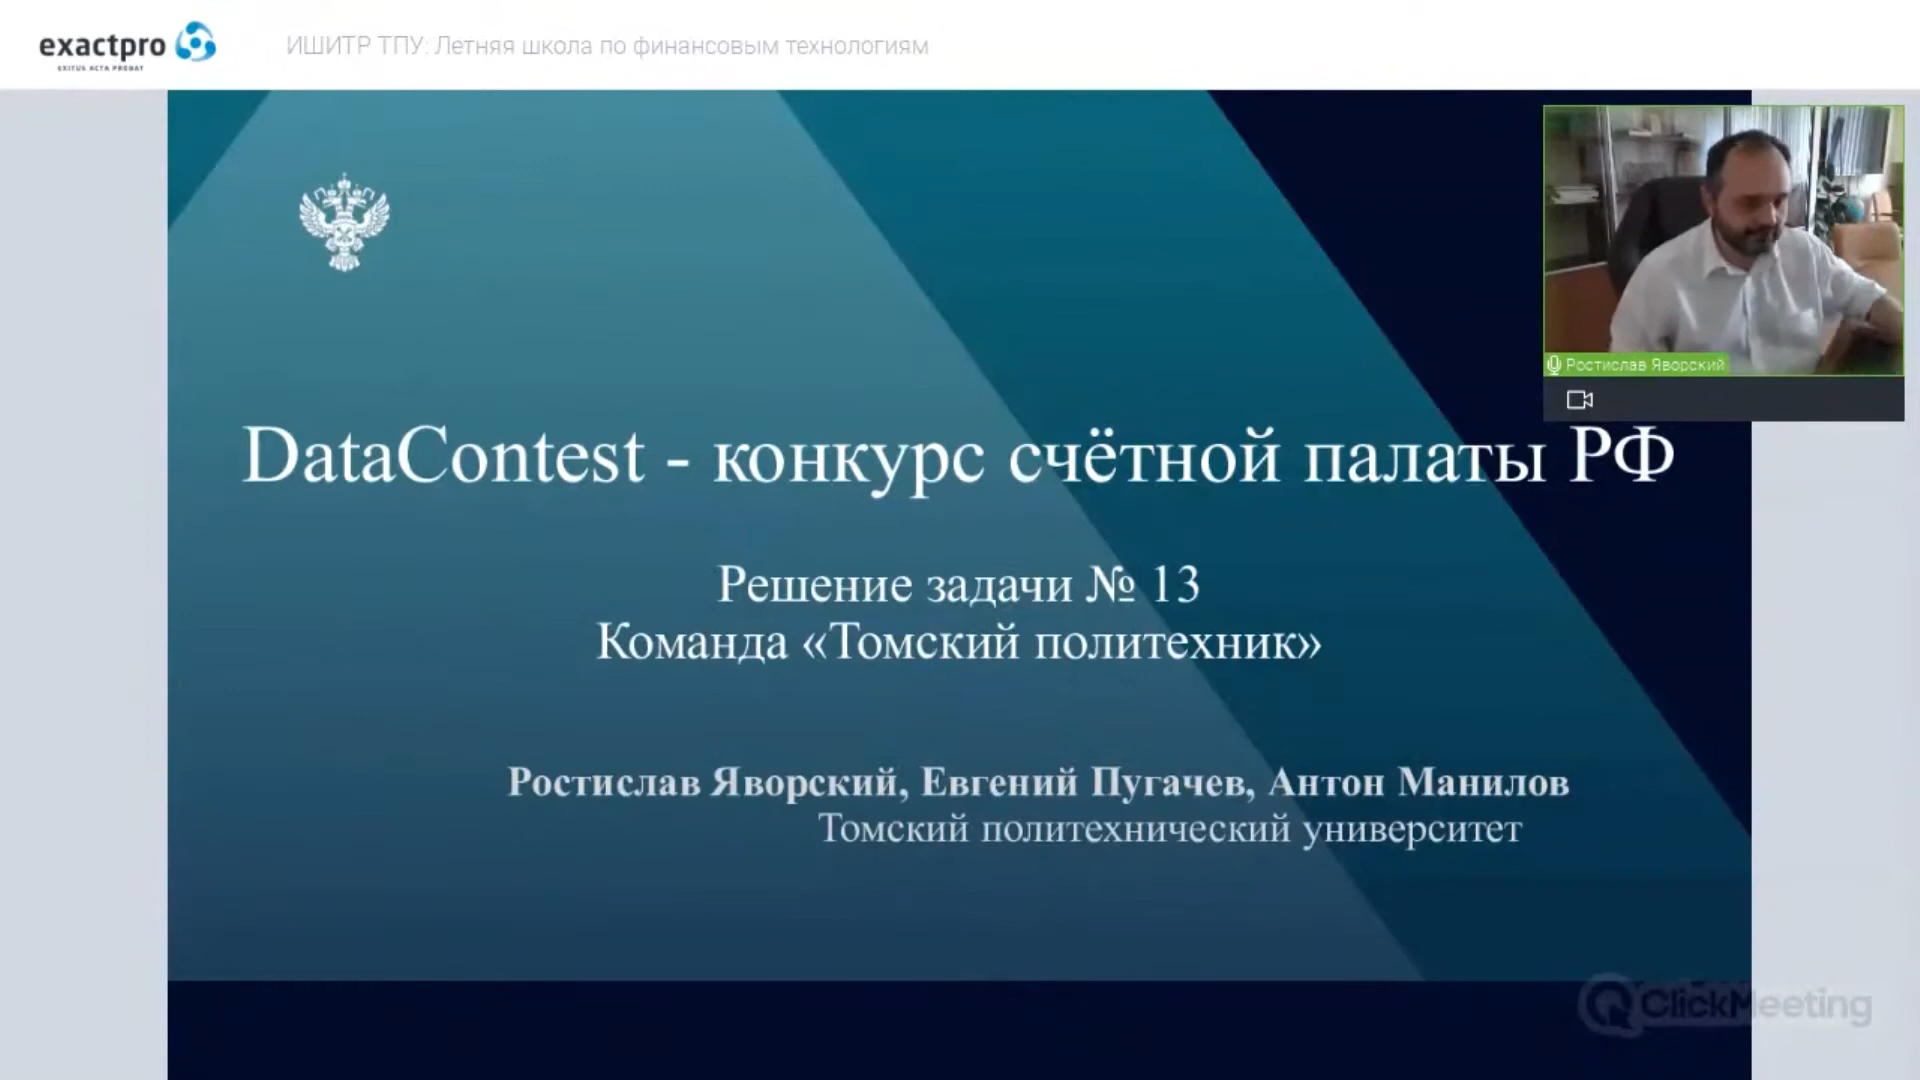 exactpro
EXITUS ACTA PROBAT
ИШИТР ТПУ: Летняя школа по финансовым технологиям
Ростислав Яворский
DataContest - конкурс счётной палаты РФ
Решение задачи № 13
Команда «Томский политехник»
Ростислав Яворский, Евгений Пугачев, Антон Манилов
Томский политехнический университет
ClickMeeting